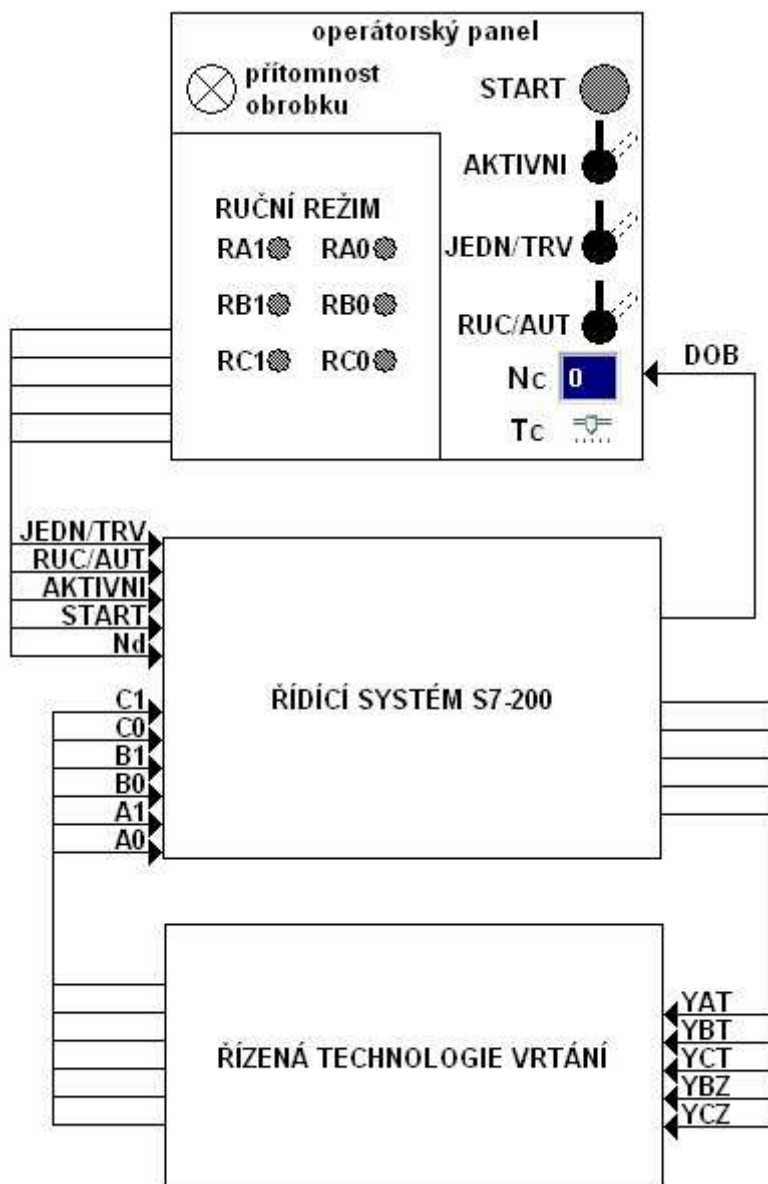 operátorský panel
přítomnost
obrobku
START
AKTIVNI
JEDN/TRV
RUC/AUT
Nc 0
Tc
RUČNÍ REŽIM
RA1 RA0
RB1 RB0
RC1 RC0
DOB
JEDN/TRV
RUC/AUT
AKTIVNI
START
Nd
C1
C0
B1
B0
A1
A0
ŘÍDÍCÍ SYSTÉM S7-200
ŘÍZENÁ TECHNOLOGIE VRTÁNÍ
YAT
YBT
YCT
YBZ
YCZ